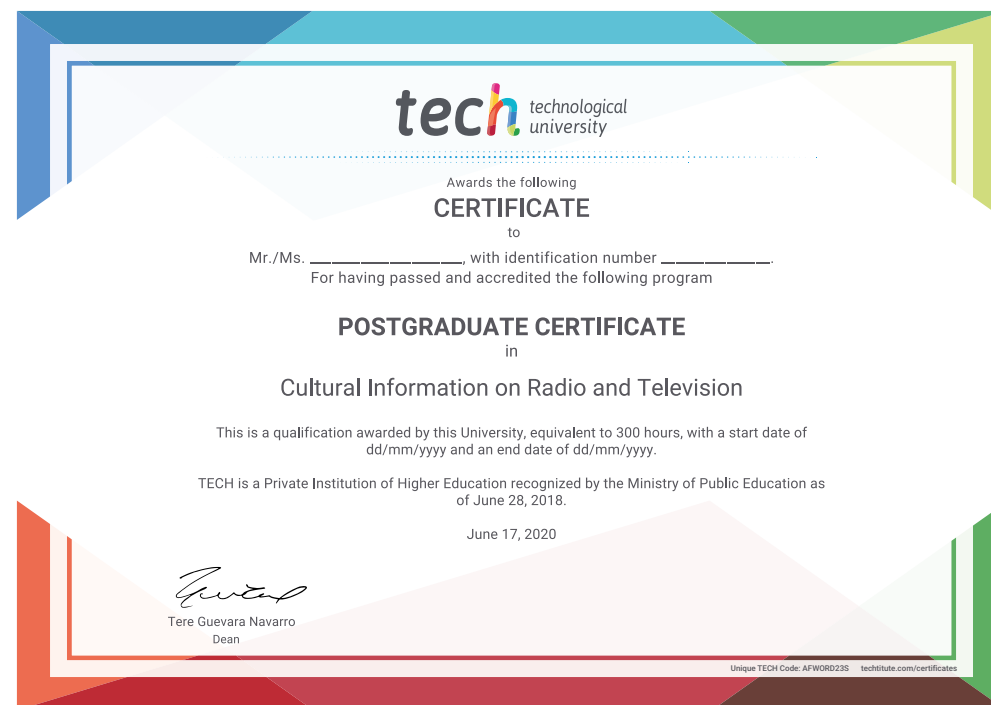 tech technological
university
Awards the following
CERTIFICATE
to
Mr./Ms. ____________________, with identification number ______________.
For having passed and accredited the following program
POSTGRADUATE CERTIFICATE
in
Cultural Information on Radio and Television
This is a qualification awarded by this University, equivalent to 300 hours, with a start date of
dd/mm/yyyy and an end date of dd/mm/yyyy.
TECH is a Private Institution of Higher Education recognized by the Ministry of Public Education as
of June 28, 2018.
June 17, 2020
Tere Guevara Navarro
Dean
Unique TECH Code: AFWORD23S techtitute.com/certificates